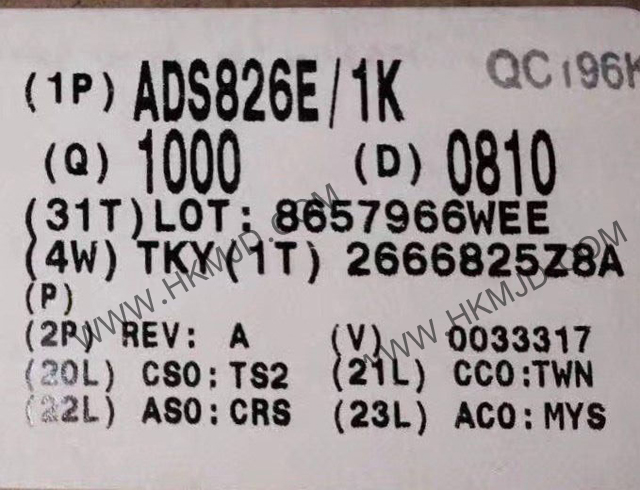 QC 196K
(1P) ADS826E/1K
(Q) 1000 (D) 0810
(31T)LOT: 8657966WEE
(4W) TKY(1T) 2666825Z8A
(P)
(2P) REV: A (V) 0033317
(20L) CSO:TS2 (21L) CCO:TWN
(22L) ASO:CRS (23L) ACO:MYS
WWW.HKMJD.COM
WWW.HKMJD.COM